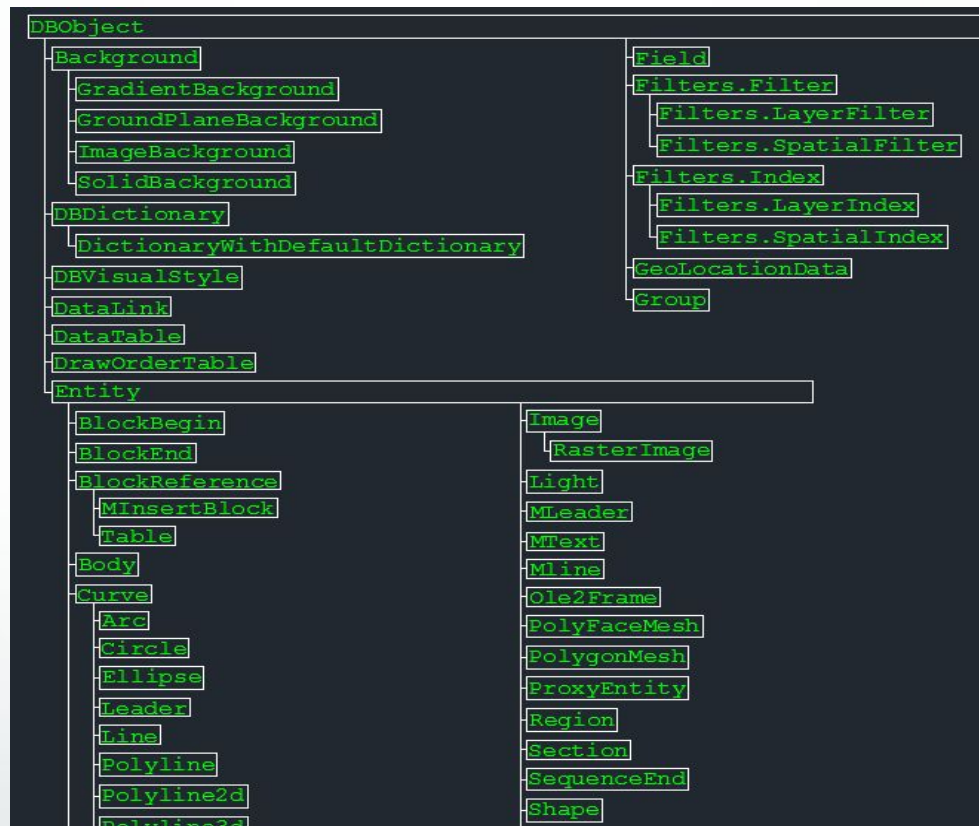 DBObject
Background
GradientBackground
GroundPlaneBackground
ImageBackground
SolidBackground
DBDictionary
DictionaryWithDefaultDictionary
DBVisualStyle
DataLink
DataTable
DrawOrderTable
Entity
BlockBegin
BlockEnd
BlockReference
MInsertBlock
Table
Body
Curve
Arc
Circle
Ellipse
Leader
Line
Polyline
Polyline2d
Polyline3d
Image
RasterImage
Light
MLeader
MText
Mline
Ole2Frame
PolyFaceMesh
PolygonMesh
ProxyEntity
Region
Section
SequenceEnd
Shape
Field
Filters.Filter
Filters.LayerFilter
Filters.SpatialFilter
Filters.Index
Filters.LayerIndex
Filters.SpatialIndex
GeoLocationData
Group